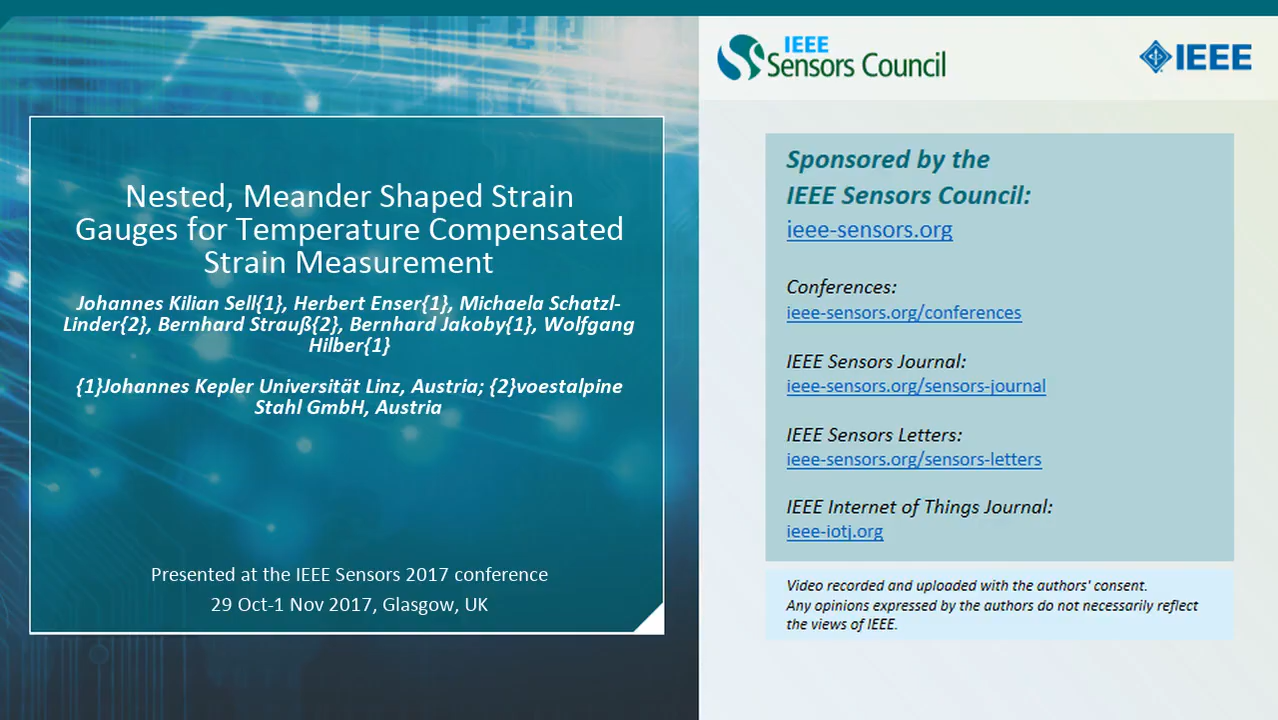 Nested, Meander Shaped Strain
Gauges for Temperature Compensated
Strain Measurement
Johannes Kilian Sell{1}, Herbert Enser{1}, Michaela Schatzl-
Linder{2}, Bernhard Strauß{2}, Bernhard Jakoby{1}, Wolfgang
Hilber{1}
{1}Johannes Kepler Universität Linz, Austria; {2}voestalpine
Stahl GmbH, Austria
Presented at the IEEE Sensors 2017 conference
29 Oct-1 Nov 2017, Glasgow, UK
IEEE
Sensors Council
IEEE
Sponsored by the
IEEE Sensors Council:
ieee-sensors.org
Conferences:
ieee-sensors.org/conferences
IEEE Sensors Journal:
ieee-sensors.org/sensors-journal
IEEE Sensors Letters:
ieee-sensors.org/sensors-letters
IEEE Internet of Things Journal:
ieee-iotj.org
Video recorded and uploaded with the authors' consent.
Any opinions expressed by the authors do not necessarily reflect
the views of IEEE.